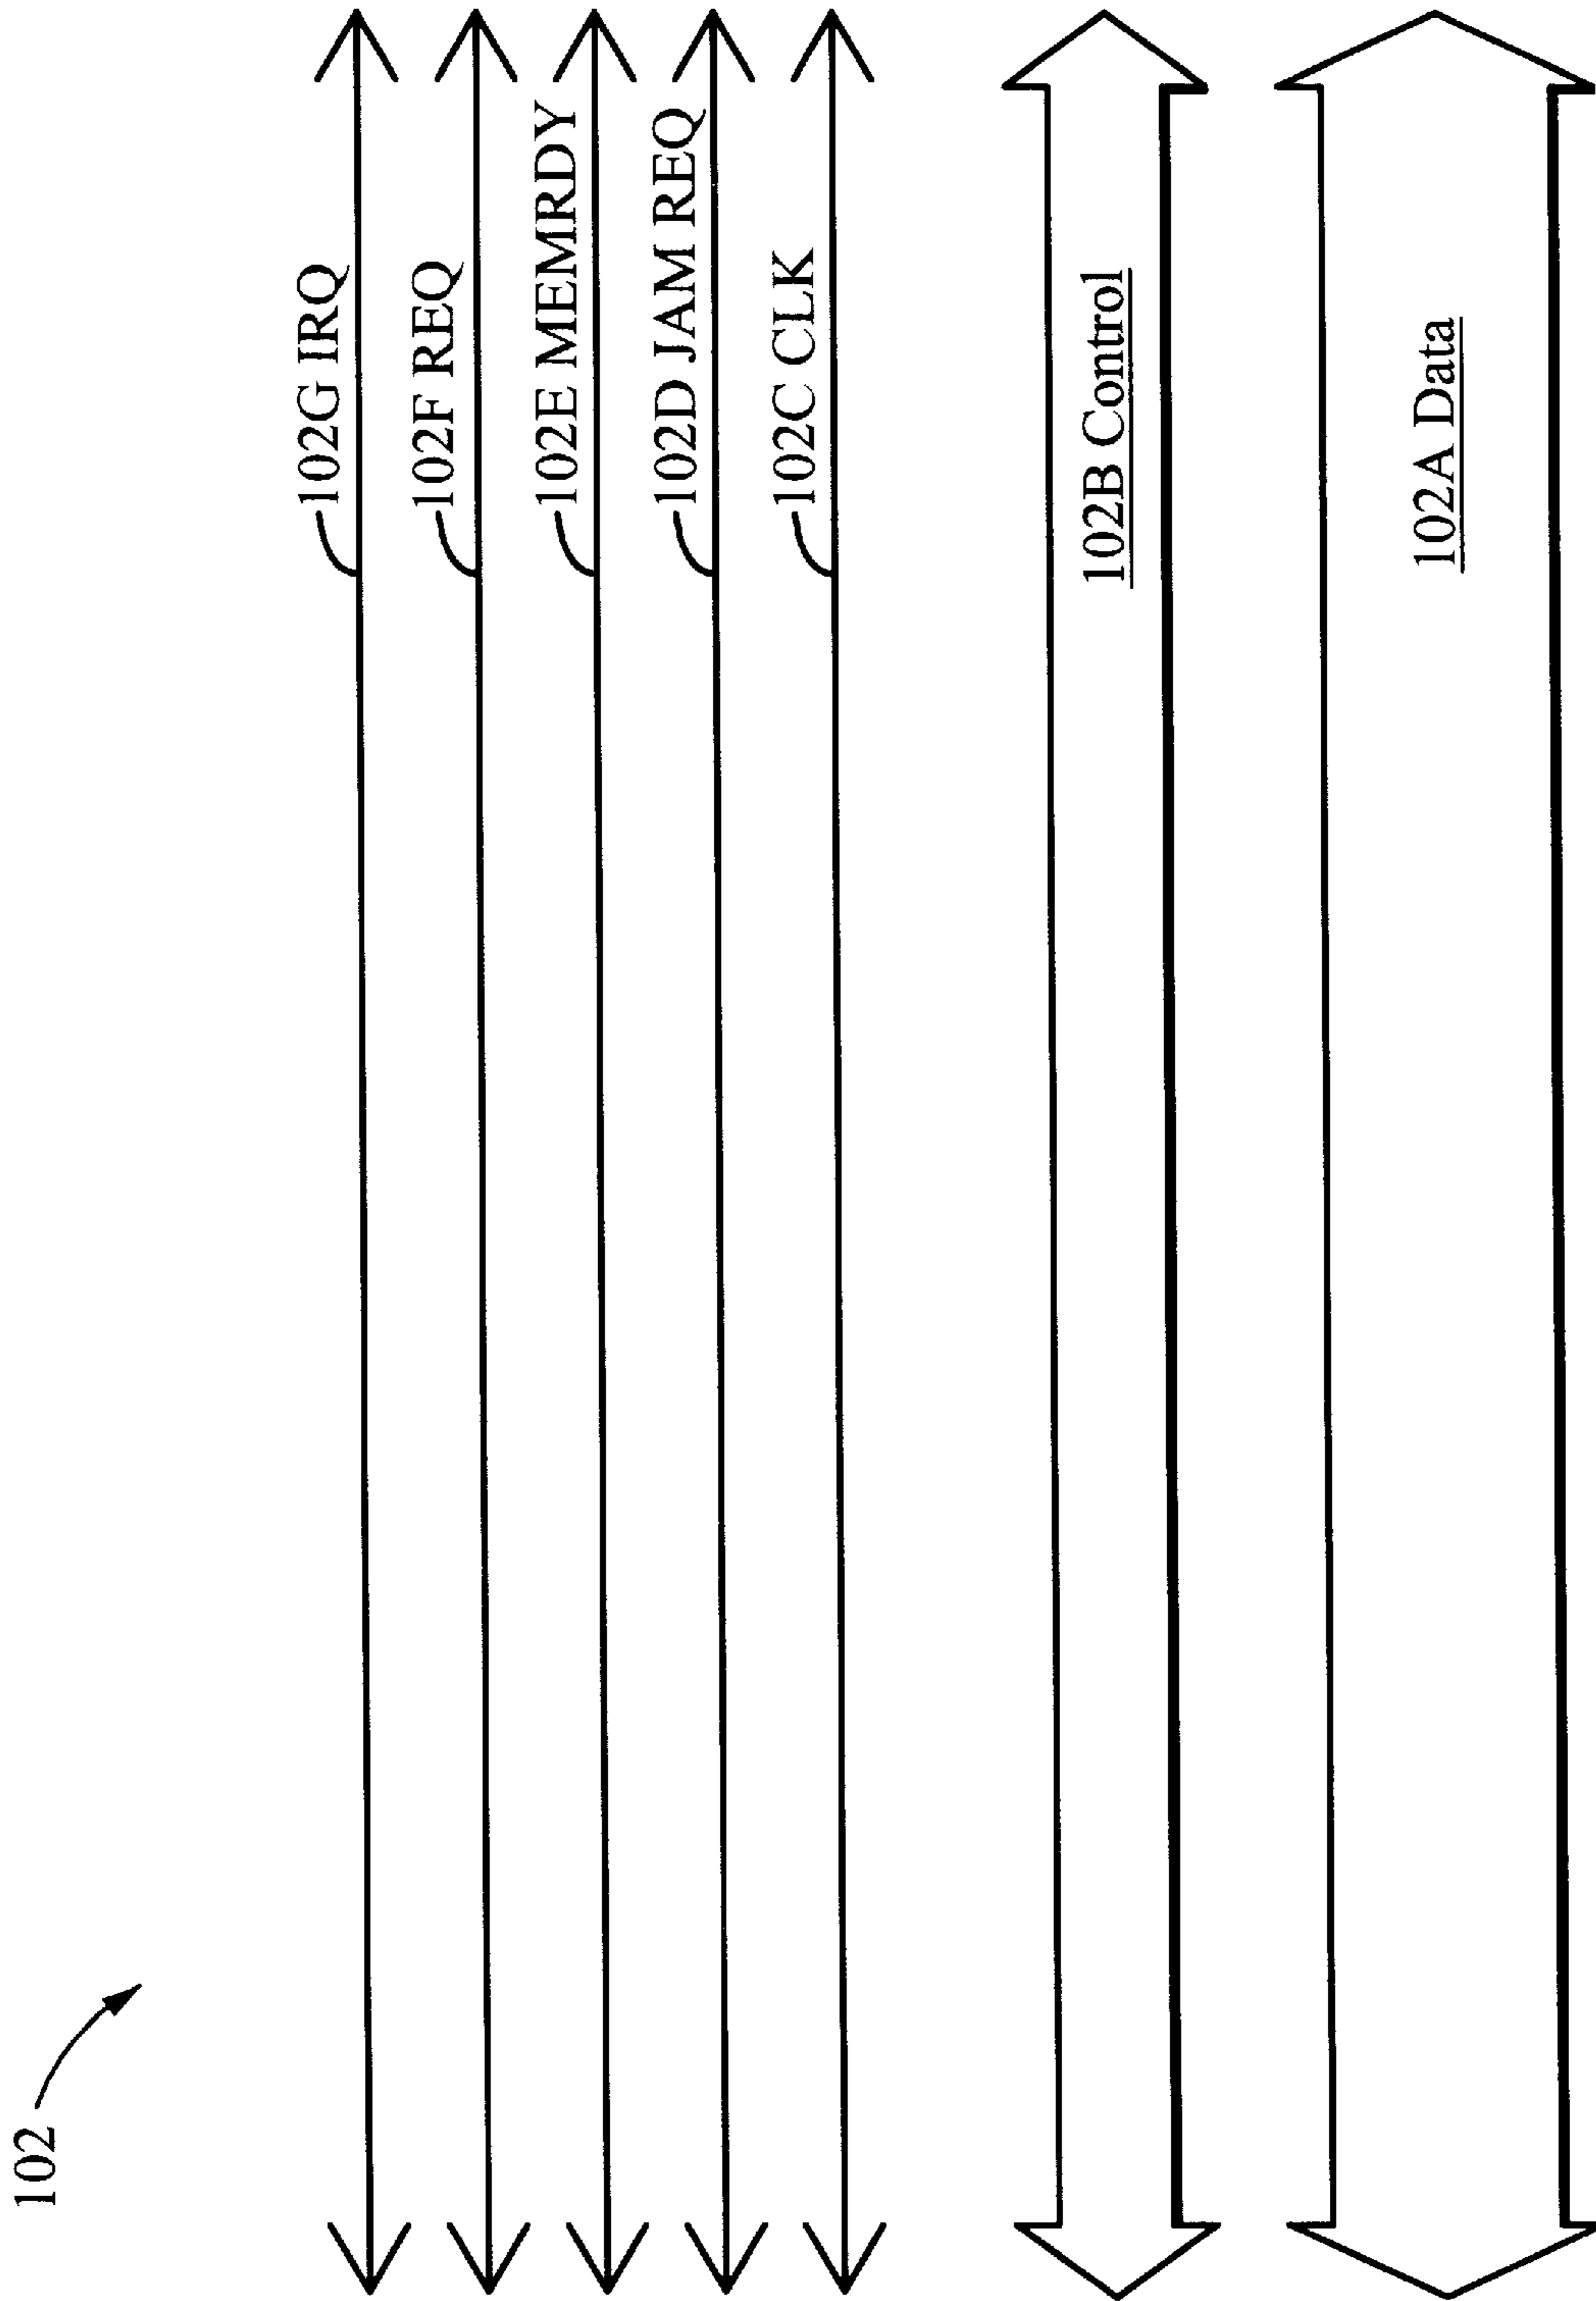 102
102G IRQ
102F REQ
102E MEMRDY
102D JAM REQ
102C CLK
102B Control
102A Data